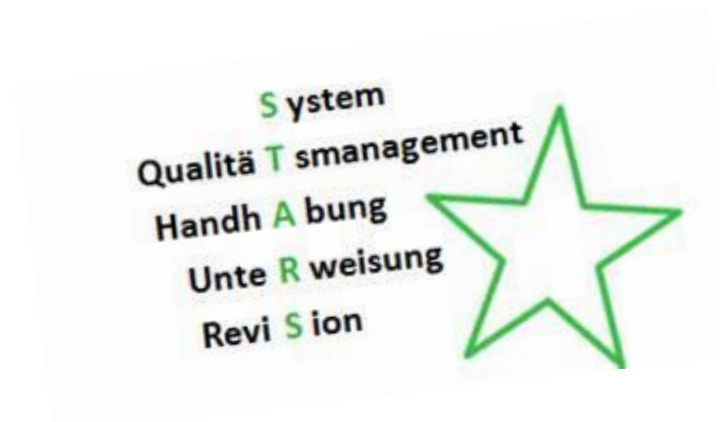 S ystem
Qualitä T smanagement
Handh A bung
Unte R weisung
Revi S ion